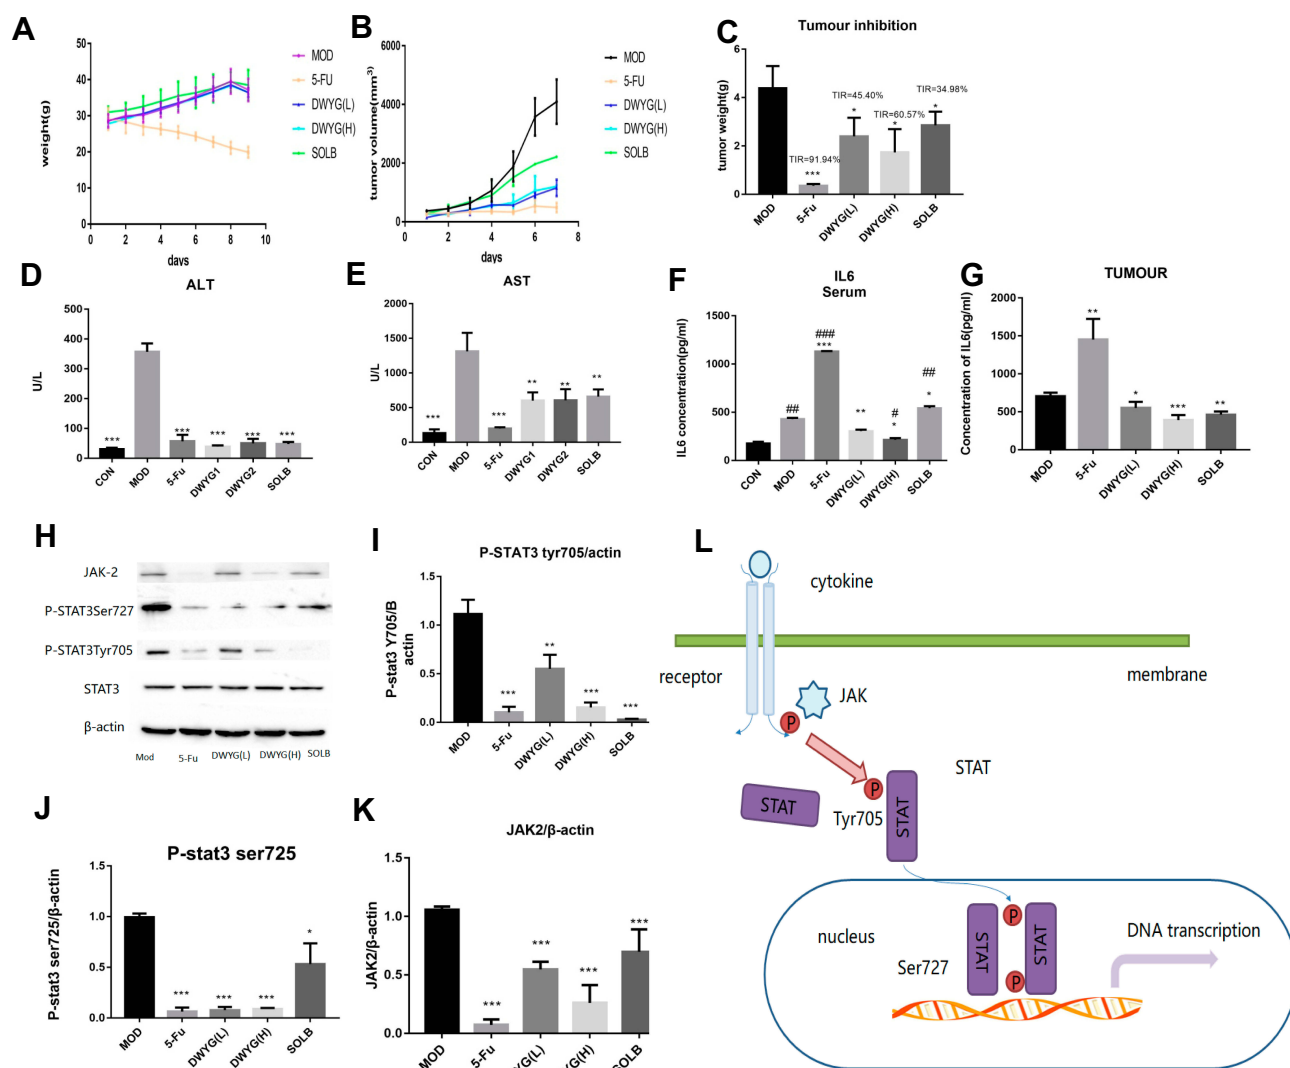 A
weight(g)
50
40
30
20
10
0
0 2 4 6 8 10
days
MOD
5-FU
DWYG(L)
DWYG(H)
SOLB
B
tumor volume(mm³)
6000
4000
2000
0
0 2 4 6 8
days
MOD
5-FU
DWYG(L)
DWYG(H)
SOLB
C
Tumour inhibition
tumor weight(g)
6
4
2
0
TIR=91.94%
***
TIR=45.40%
*
TIR=60.57%
*
TIR=34.98%
*
MOD 5-Fu DWYG(L) DWYG(H) SOLB
D
ALT
U/L
500
400
300
200
100
0
*** *** *** *** ***
CON MOD 5-Fu DWYG1 DWYG2 SOLB
E
AST
U/L
2000
1500
1000
500
0
*** *** ** ** **
CON MOD 5-Fu DWYG1 DWYG2 SOLB
F
IL6
Serum
IL6 concentration(pg/ml)
1500
1000
500
0
##
###
***
**
#
*
##
*
CON MOD 5-Fu DWYG(L) DWYG(H) SOLB
G
TUMOUR
Concentration of IL6(pg/ml)
2000
1500
1000
500
0
** * *** **
MOD 5-Fu DWYG(L) DWYG(H) SOLB
H
JAK-2
P-STAT3Ser727
P-STAT3Tyr705
STAT3
β-actin
Mod 5-Fu DWYG(L) DWYG(H) SOLB
I
P-STAT3 tyr705/actin
P-stat3 Y705/B
actin
1.5
1.0
0.5
0.0
*** ** *** ***
MOD 5-Fu DWYG(L) DWYG(H) SOLB
J
P-stat3 ser725
P-stat3 ser725/β-actin
1.5
1.0
0.5
0.0
*** *** *** *
MOD 5-Fu DWYG(L) DWYG(H) SOLB
K
JAK2/β-actin
JAK2/β-actin
1.5
1.0
0.5
0.0
*** *** *** ***
MOD 5-Fu YG(L) YG(H) SOLB
L
cytokine
receptor
membrane
JAK
P
STAT
P
STAT
Tyr705
STAT
nucleus
P
STAT
STAT
DNA transcription
Ser727
P